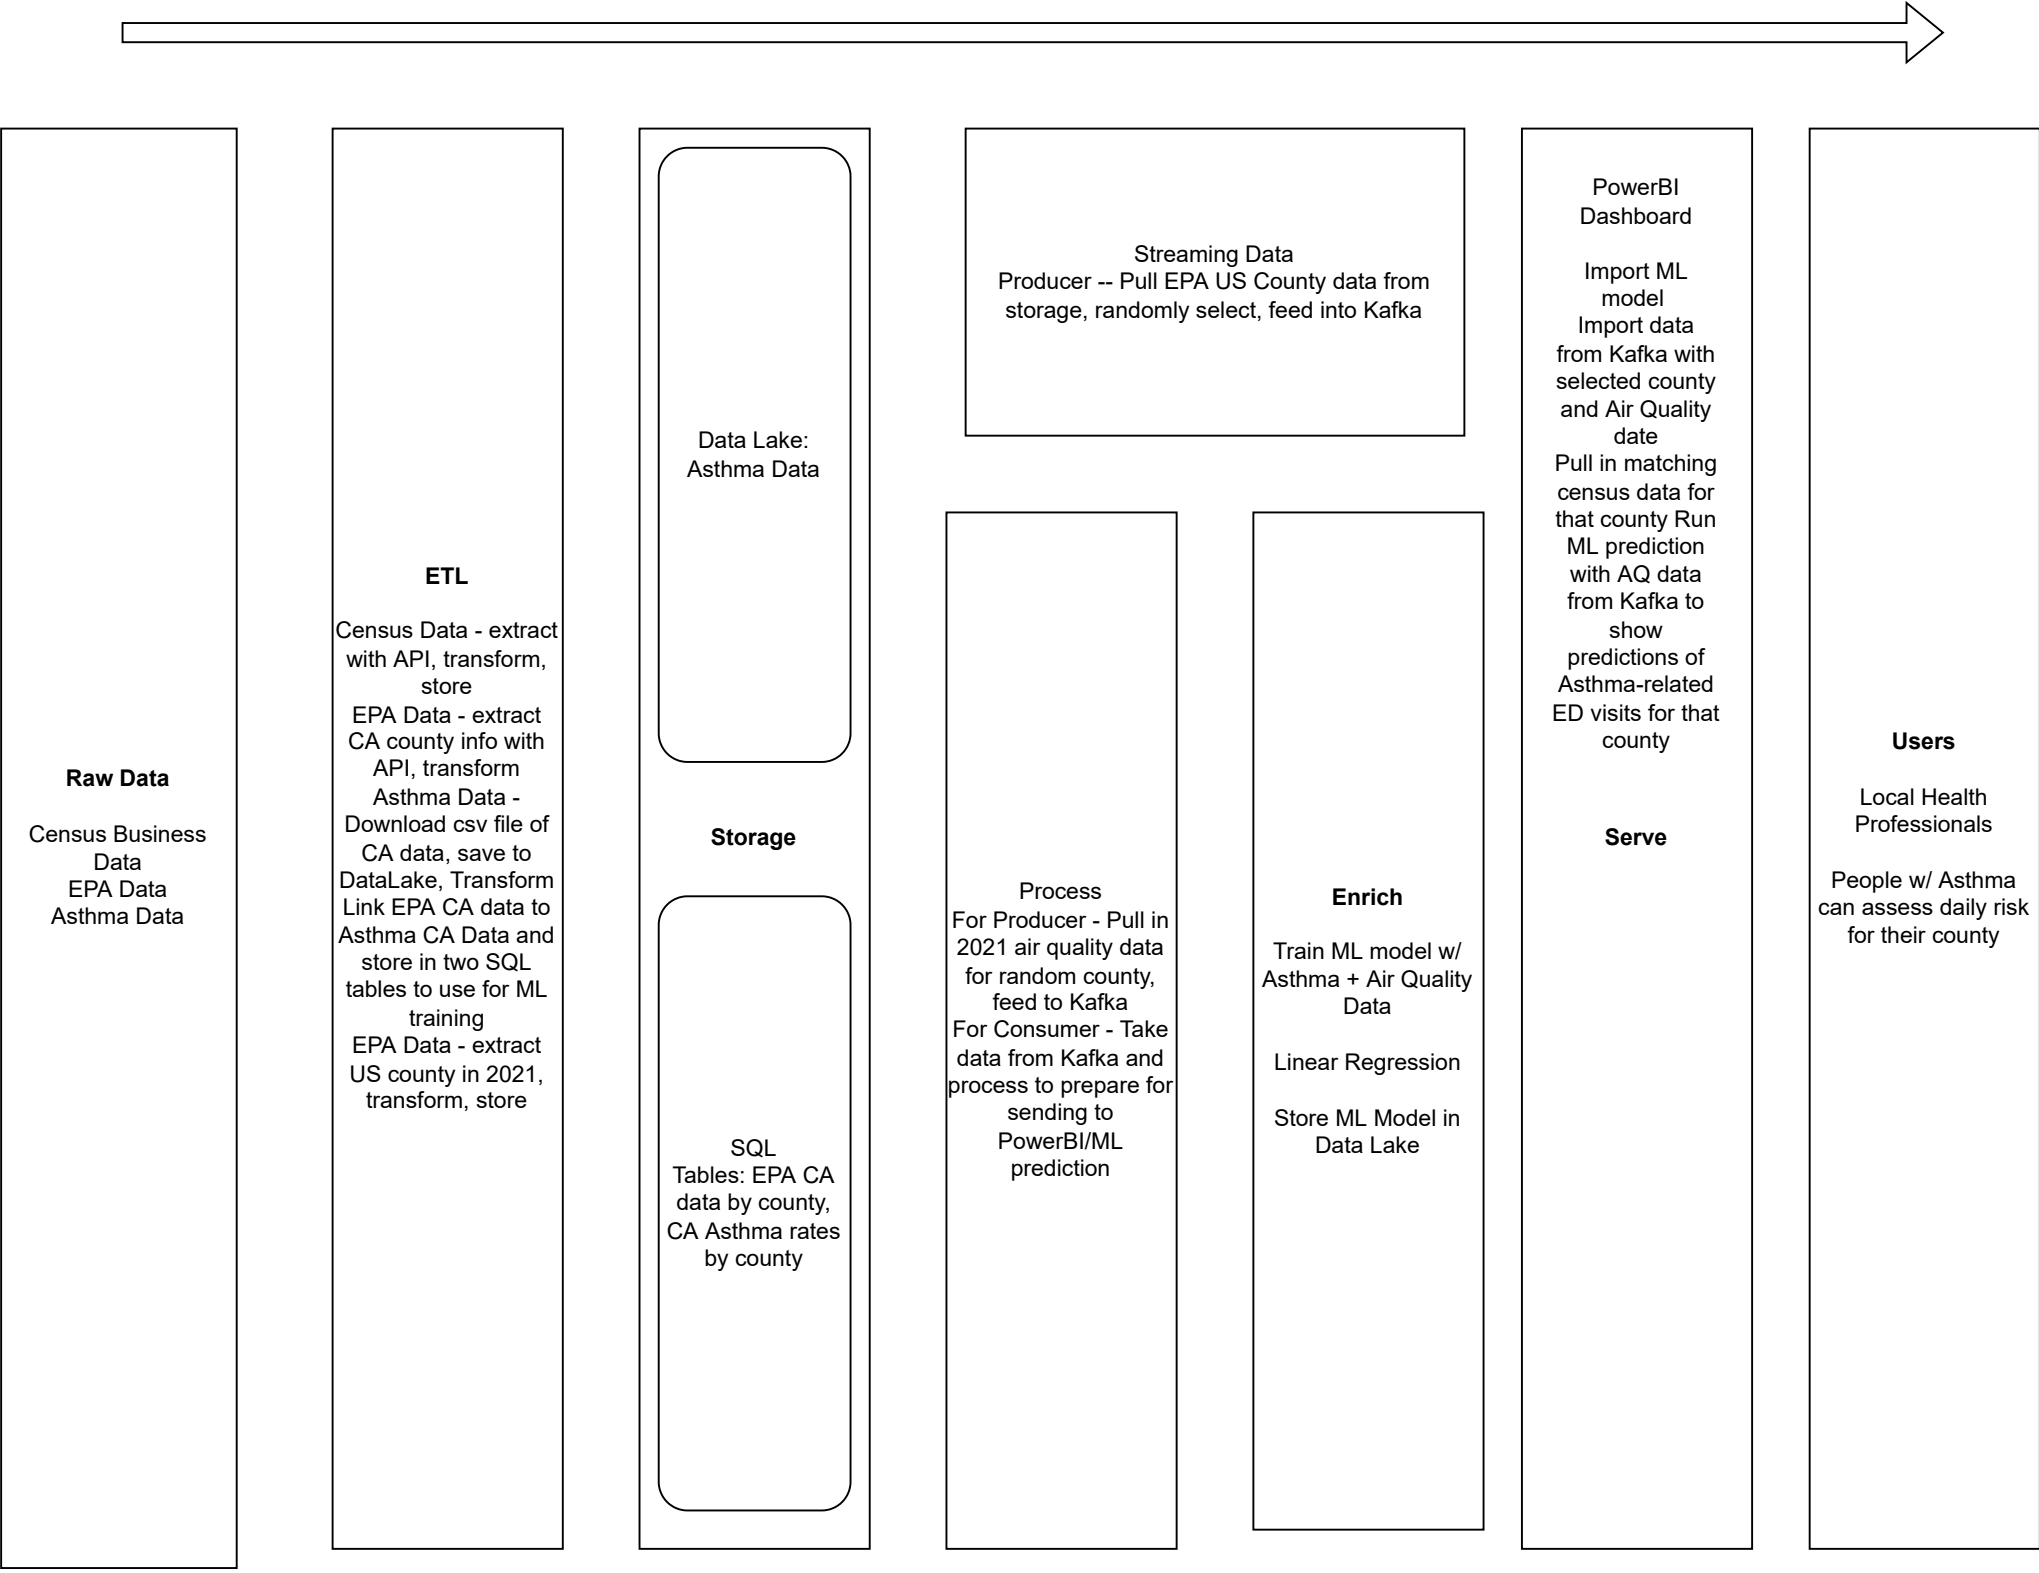 Raw Data
Census Business
Data
EPA Data
Asthma Data
ETL
Census Data - extract
with API, transform,
store
EPA Data - extract
CA county info with
API, transform
Asthma Data -
Download csv file of
CA data, save to
DataLake, Transform
Link EPA CA data to
Asthma CA Data and
store in two SQL
tables to use for ML
training
EPA Data - extract
US county in 2021,
transform, store
Data Lake:
Asthma Data
Storage
SQL
Tables: EPA CA
data by county,
CA Asthma rates
by county
Streaming Data
Producer -- Pull EPA US County data from
storage, randomly select, feed into Kafka
Process
For Producer - Pull in
2021 air quality data
for random county,
feed to Kafka
For Consumer - Take
data from Kafka and
process to prepare for
sending to
PowerBI/ML
prediction
Enrich
Train ML model w/
Asthma + Air Quality
Data
Linear Regression
Store ML Model in
Data Lake
PowerBI
Dashboard
Import ML
model
Import data
from Kafka with
selected county
and Air Quality
date
Pull in matching
census data for
that county Run
ML prediction
with AQ data
from Kafka to
show
predictions of
Asthma-related
ED visits for that
county
Serve
Users
Local Health
Professionals
People w/ Asthma
can assess daily risk
for their county